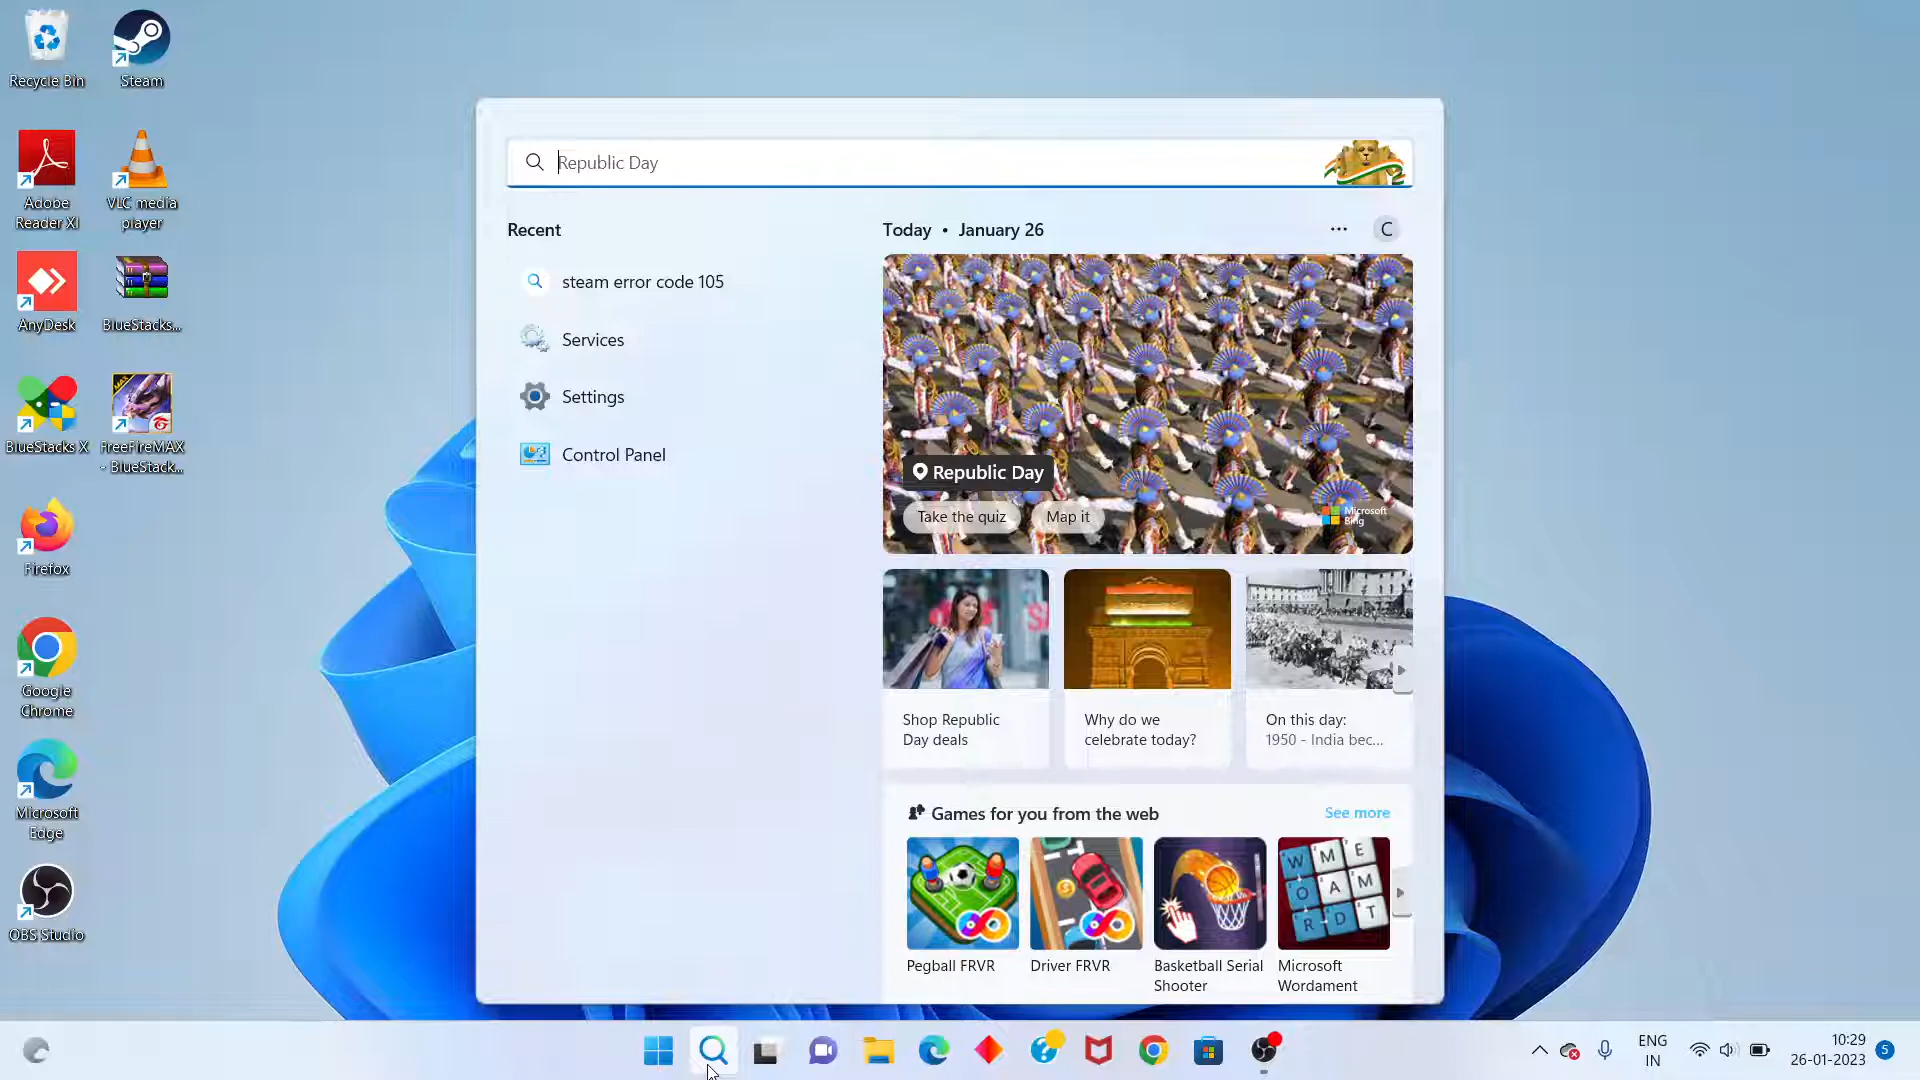 Recycle Bin
Steam
Adobe
Reader XI
VLC media
player
AnyDesk
BlueStacks...
BlueStacks X
MAX
FreeFireMAX
- BlueStack...
Firefox
Google
Chrome
Microsoft
Edge
OBS Studio
Republic Day
Recent
steam error code 105
Services
Settings
Control Panel
Today • January 26
...
C
Republic Day
Take the quiz
Map it
Microsoft
Bing
Shop Republic
Day deals
Why do we
celebrate today?
On this day:
1950 - India bec...
Games for you from the web
See more
W M E
O A M
R D T
Pegball FRVR
Driver FRVR
Basketball Serial
Shooter
Microsoft
Wordament
ENG
IN
10:29
26-01-2023
5